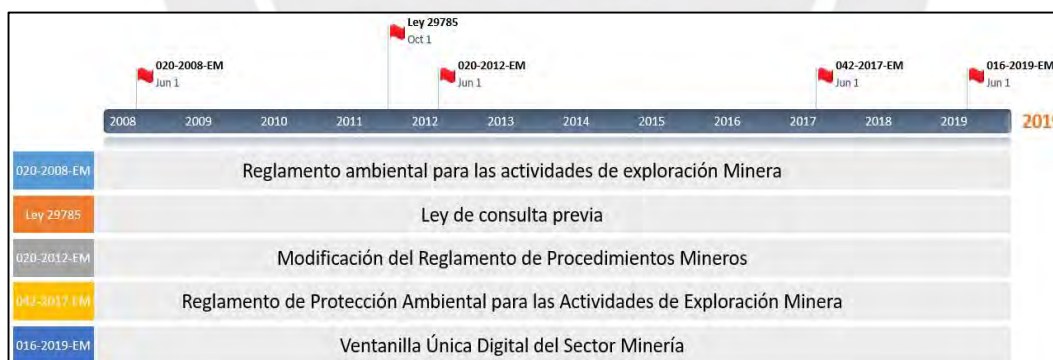 Ley 29785
Oct 1
020-2008-EM
Jun 1
020-2012-EM
Jun 1
042-2017-EM
Jun 1
016-2019-EM
Jun 1
2008 2009 2010 2011 2012 2013 2014 2015 2016 2017 2018 2019 2019
020-2008-EM Reglamento ambiental para las actividades de exploración Minera
Ley 29785 Ley de consulta previa
020-2012-EM Modificación del Reglamento de Procedimientos Mineros
042-2017-EM Reglamento de Protección Ambiental para las Actividades de Exploración Minera
016-2019-EM Ventanilla Única Digital del Sector Minería